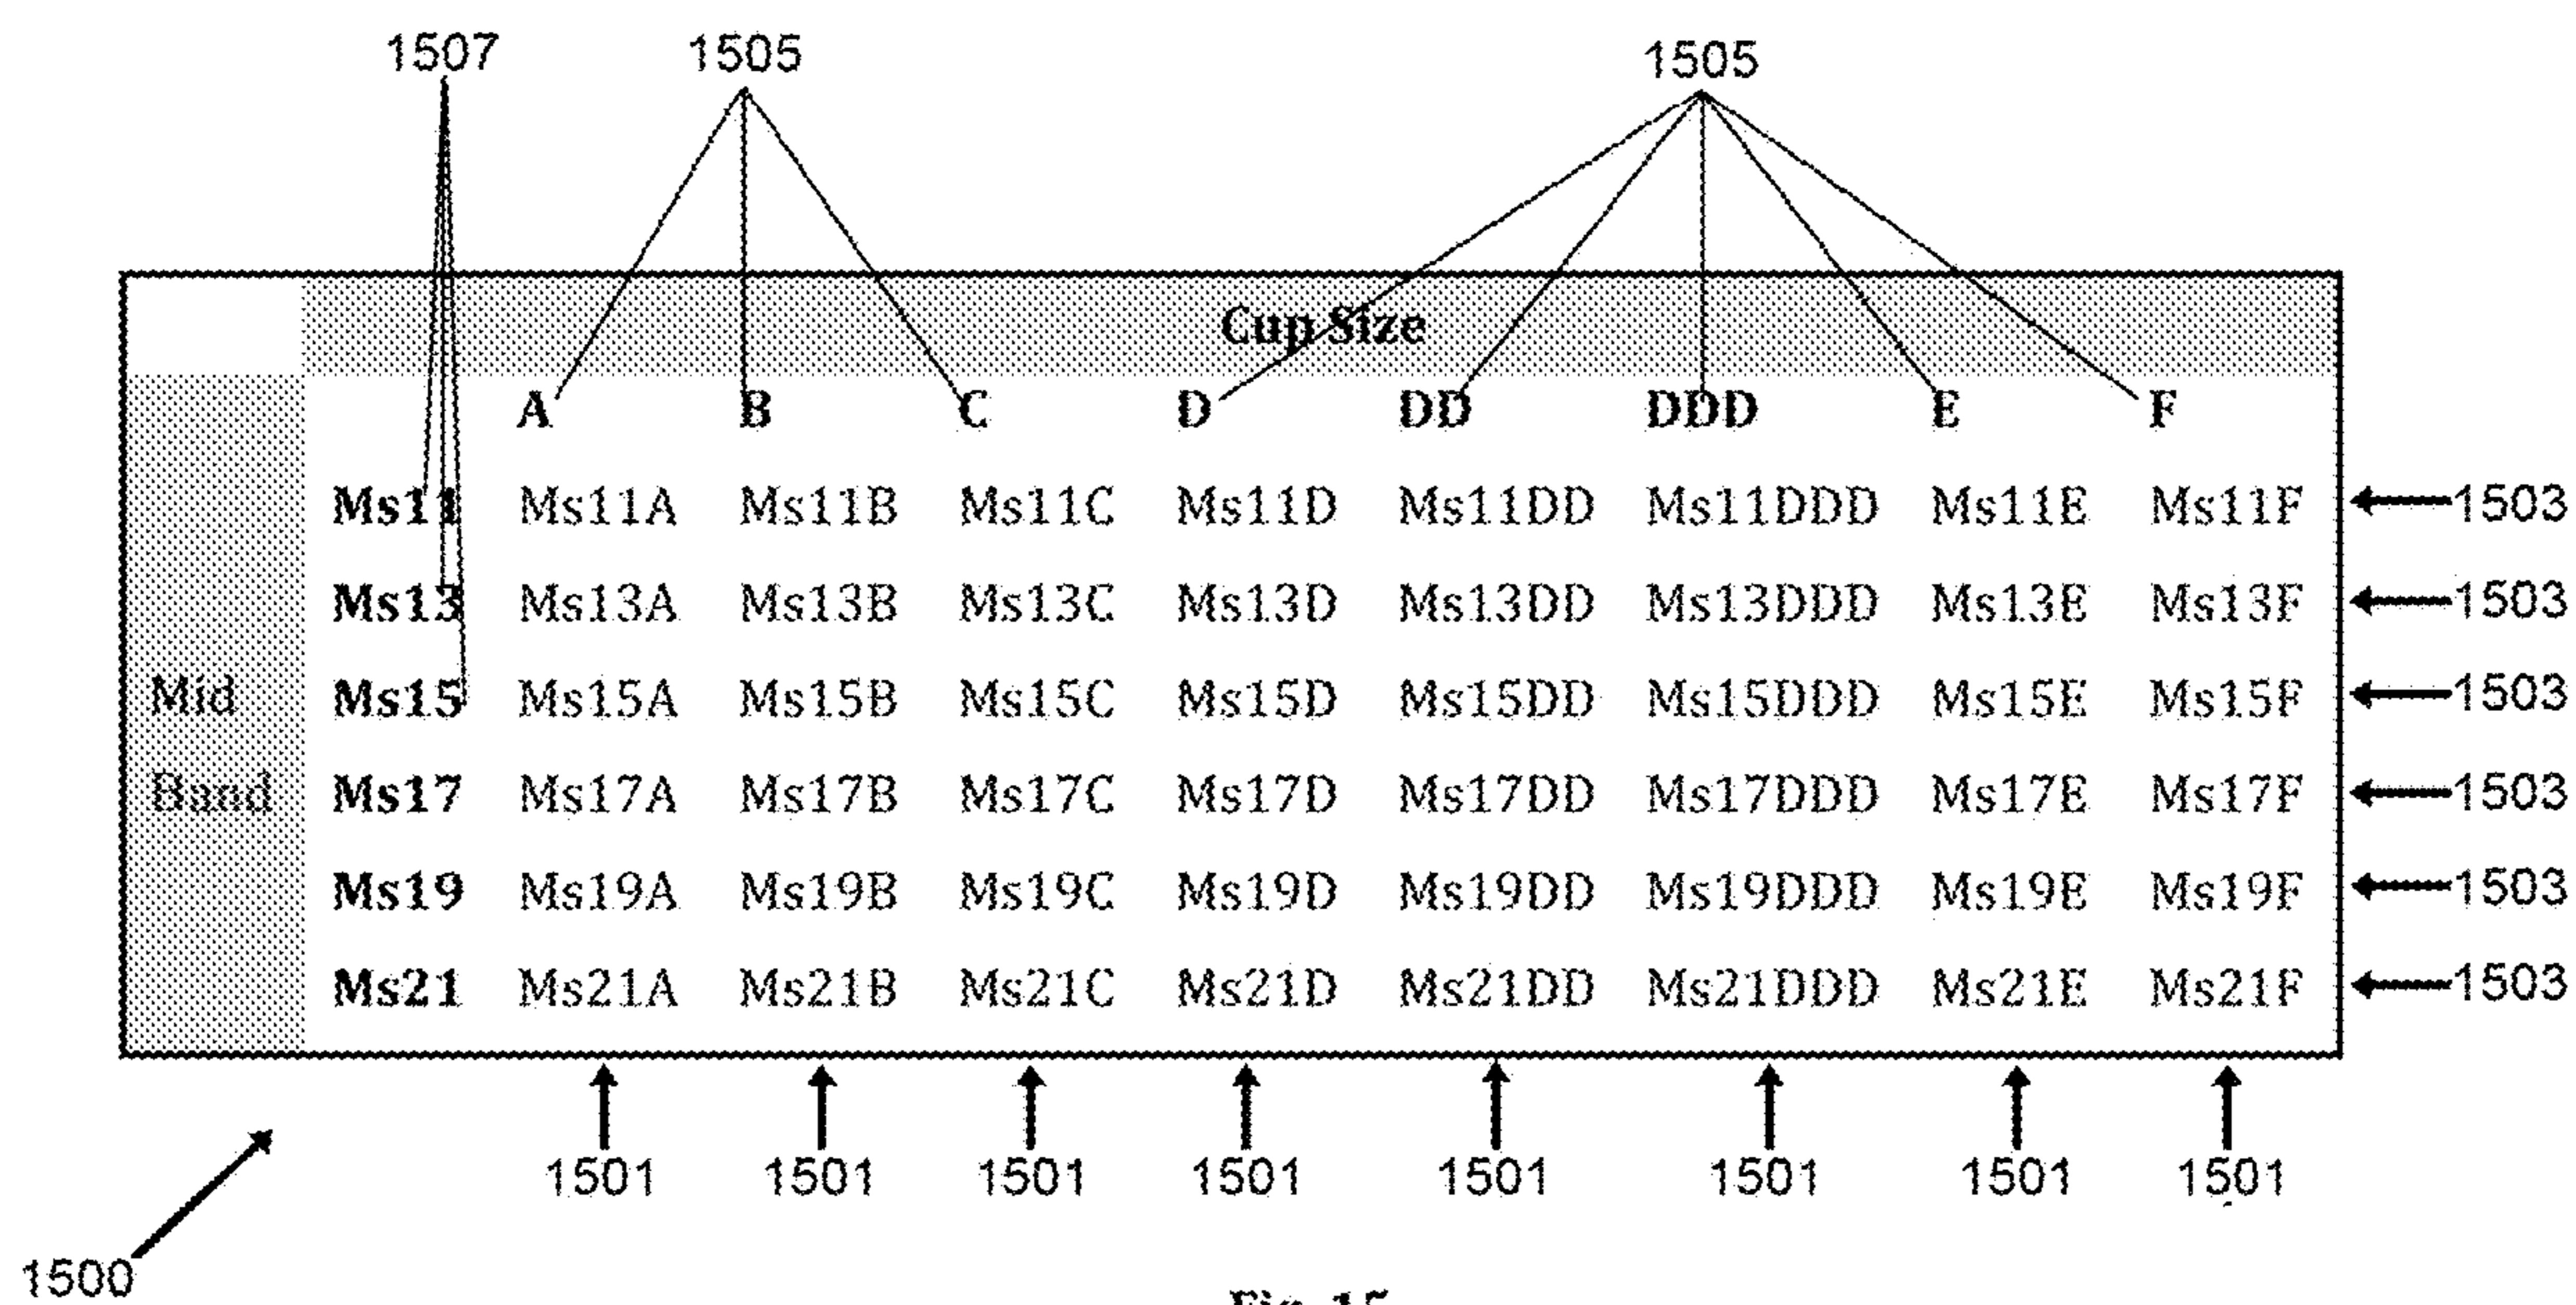 1507 1505 1505
Cup Size
A B C D DD DDD E F
Ms11 Ms11A Ms11B Ms11C Ms11D Ms11DD Ms11DDD Ms11E Ms11F 1503
Ms13 Ms13A Ms13B Ms13C Ms13D Ms13DD Ms13DDD Ms13E Ms13F 1503
Mid Ms15 Ms15A Ms15B Ms15C Ms15D Ms15DD Ms15DDD Ms15E Ms15F 1503
Band Ms17 Ms17A Ms17B Ms17C Ms17D Ms17DD Ms17DDD Ms17E Ms17F 1503
Ms19 Ms19A Ms19B Ms19C Ms19D Ms19DD Ms19DDD Ms19E Ms19F 1503
Ms21 Ms21A Ms21B Ms21C Ms21D Ms21DD Ms21DDD Ms21E Ms21F 1503
1501 1501 1501 1501 1501 1501 1501 1501
1500
Fig. 15